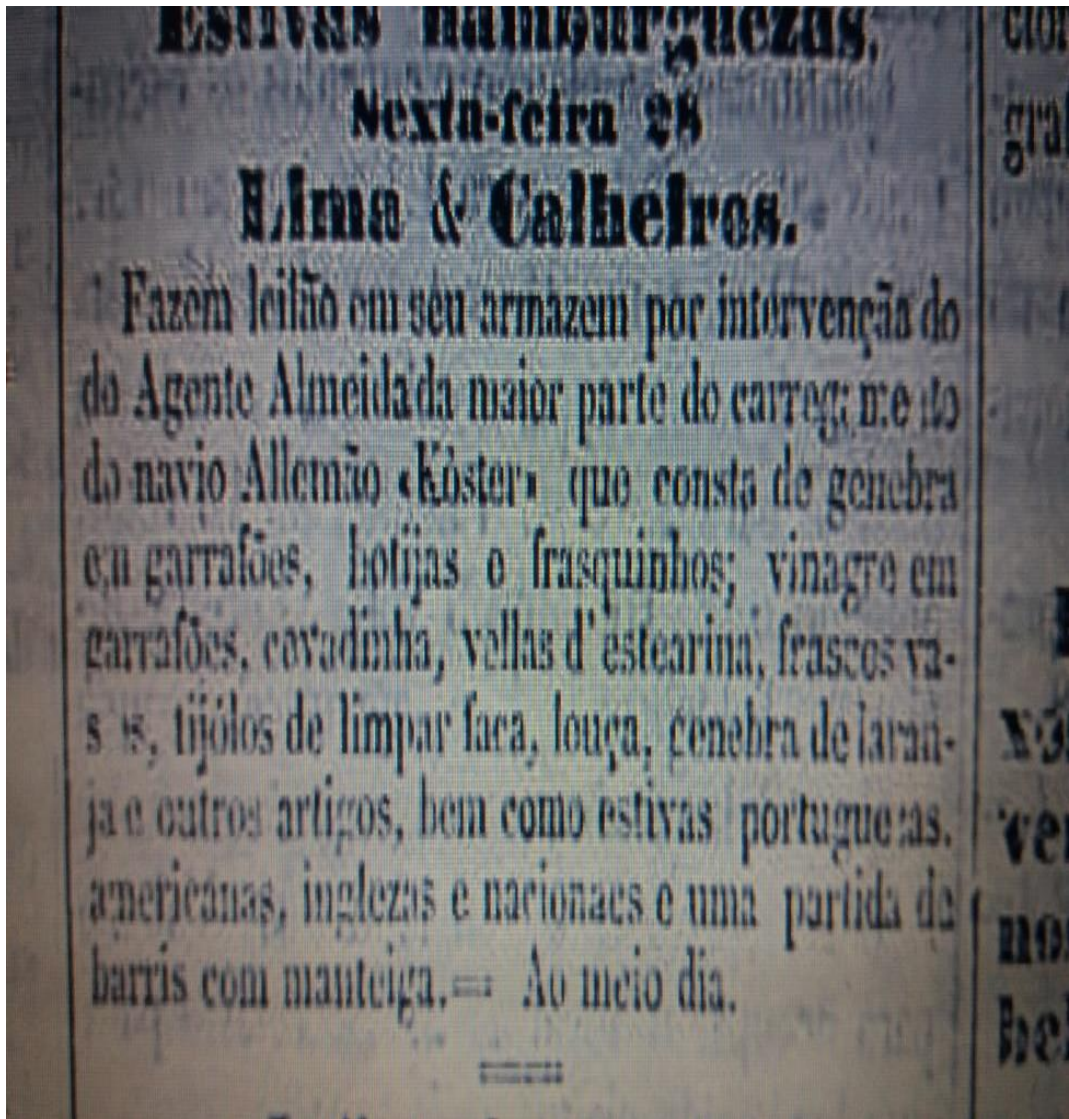 Estivas hamburguezas.
Sexta-feira 28
Lima & Calheiros.
Fazem leilão em seu armazem por intervenção do
do Agente Almeida da maior parte do carregamento
do navio Allemão «Köster» que consta de genebra
em garrafões, botijas e frasquinhos; vinagre em
garrafões, cevadinha, vellas d'estearina, frascos va-
sios, tijólos de limpar faca, louça, genebra de laran-
ja e outros artigos, bem como estivas portuguezas,
americanas, inglezas e nacionaes e uma partida de
barris com manteiga.= Ao meio dia.